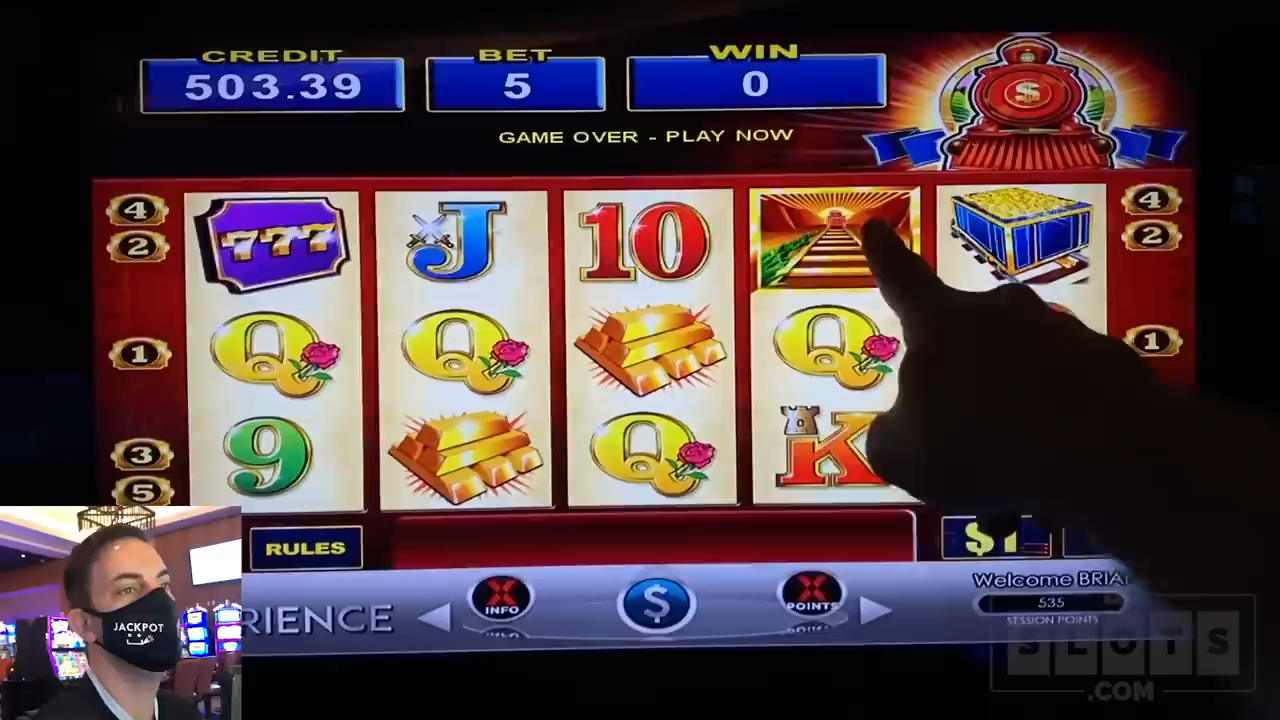 CREDIT BET WIN
503.39 5 0
$
GAME OVER - PLAY NOW
4 777 J 10 4
2 2
1 Q Q Q 1
3 9 Q K
5
RULES $1
JACKPOT
RIENCE X INFO $ X POINTS
Welcome BRIA
535
SESSION POINTS
SLOTS
.COM